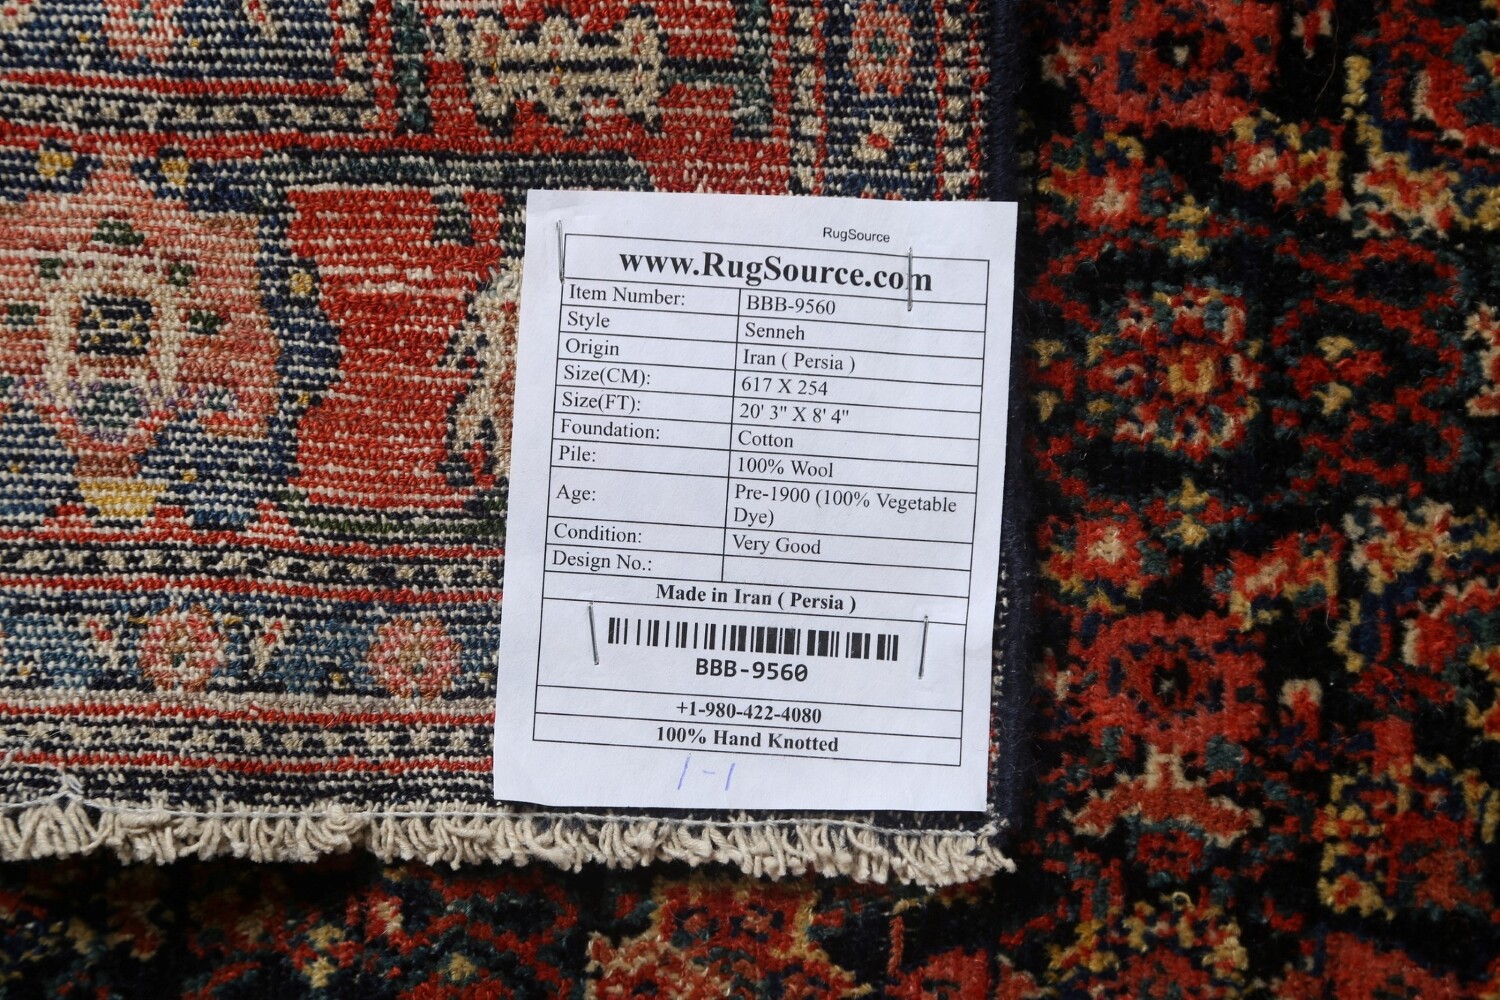 RugSource
www.RugSource.com
Item Number: BBB-9560
Style Senneh
Origin Iran ( Persia )
Size(CM): 617 X 254
Size(FT): 20' 3" X 8' 4"
Foundation: Cotton
Pile: 100% Wool
Age: Pre-1900 (100% Vegetable
Dye)
Condition: Very Good
Design No.:
Made in Iran ( Persia )
BBB-9560
+1-980-422-4080
100% Hand Knotted
1-1